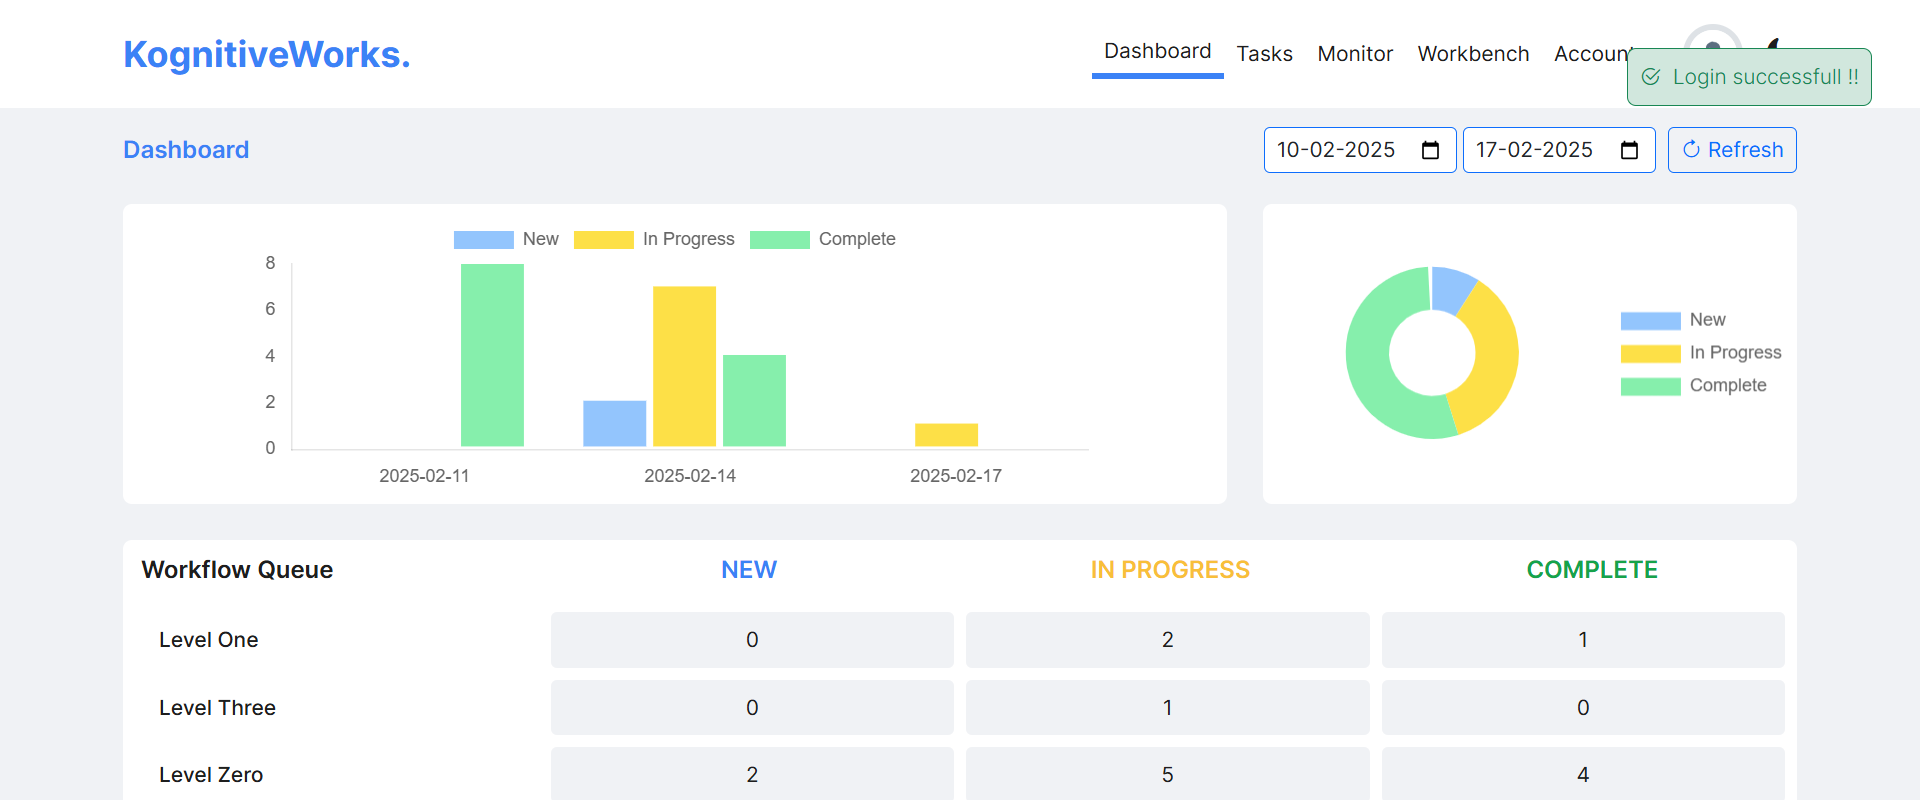 KognitiveWorks.
Dashboard Tasks Monitor Workbench Account
Login successfull !!
Dashboard
10-02-2025 17-02-2025 Refresh
New In Progress Complete
8
6
4
2
0
2025-02-11 2025-02-14 2025-02-17
New
In Progress
Complete
Workflow Queue NEW IN PROGRESS COMPLETE
Level One 0 2 1
Level Three 0 1 0
Level Zero 2 5 4